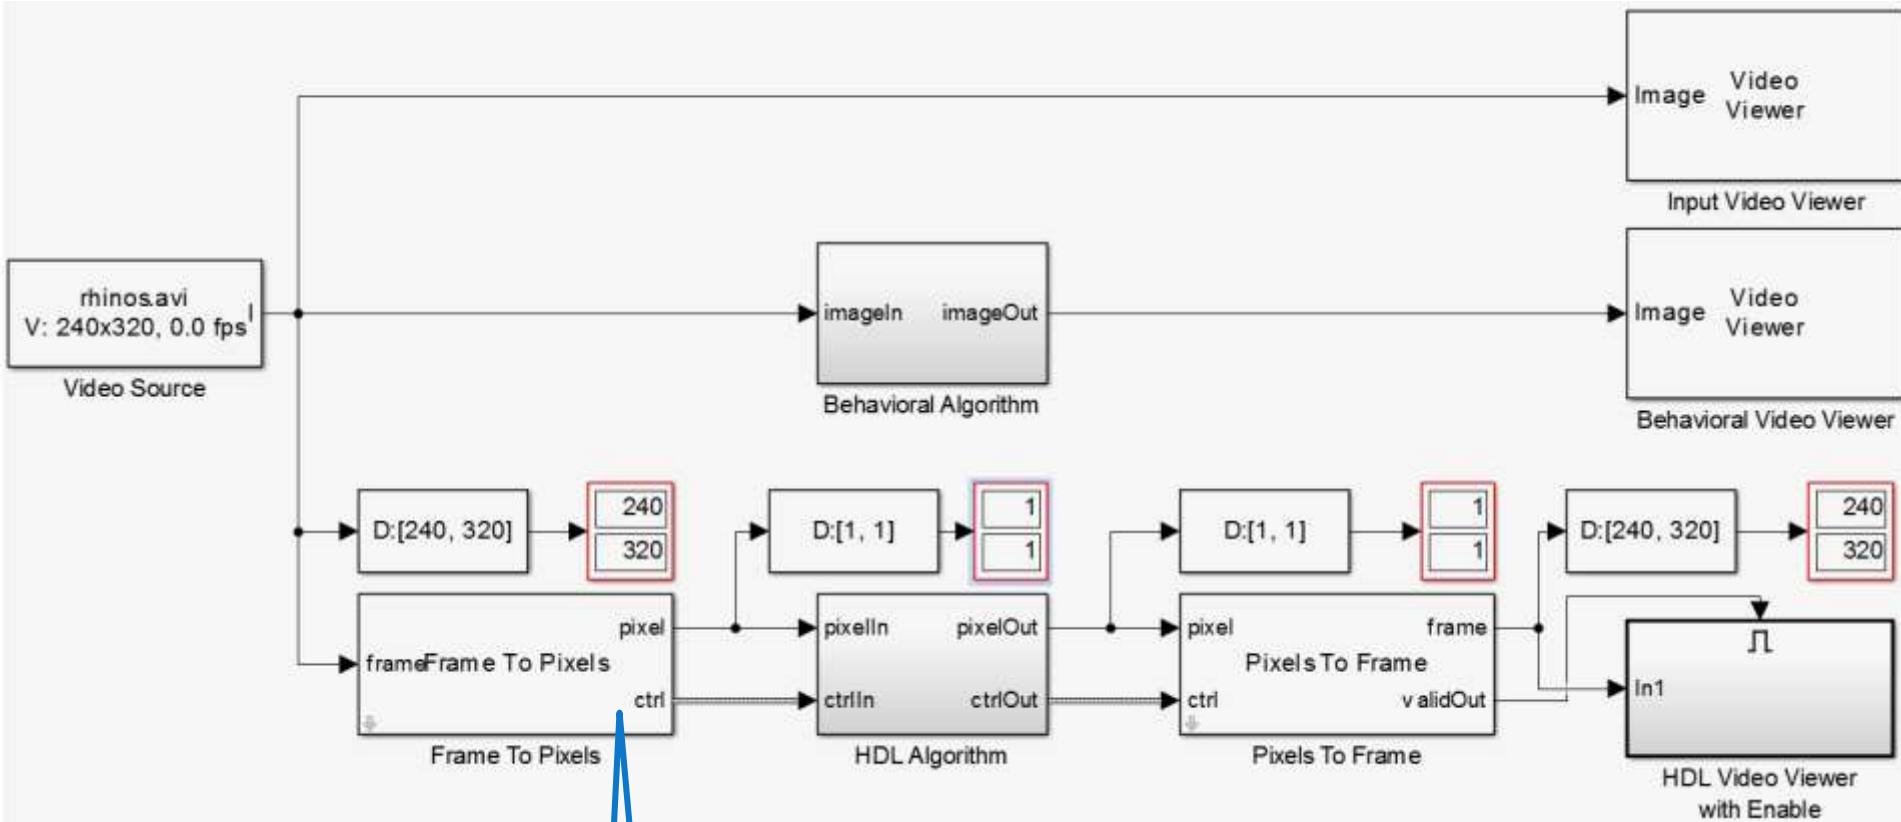 Image
Video
Viewer
Input Video Viewer
rhinos.avi
V: 240x320, 0.0 fps
I
Video Source
imageIn
imageOut
Behavioral Algorithm
Image
Video
Viewer
Behavioral Video Viewer
D:[240, 320]
240
320
D:[1, 1]
1
1
D:[1, 1]
1
1
D:[240, 320]
240
320
frame
Frame To Pixels
pixel
ctrl
Frame To Pixels
pixelIn
pixelOut
ctrlIn
ctrlOut
HDL Algorithm
pixel
frame
Pixels To Frame
ctrl
validOut
Pixels To Frame
In1
HDL Video Viewer
with Enable